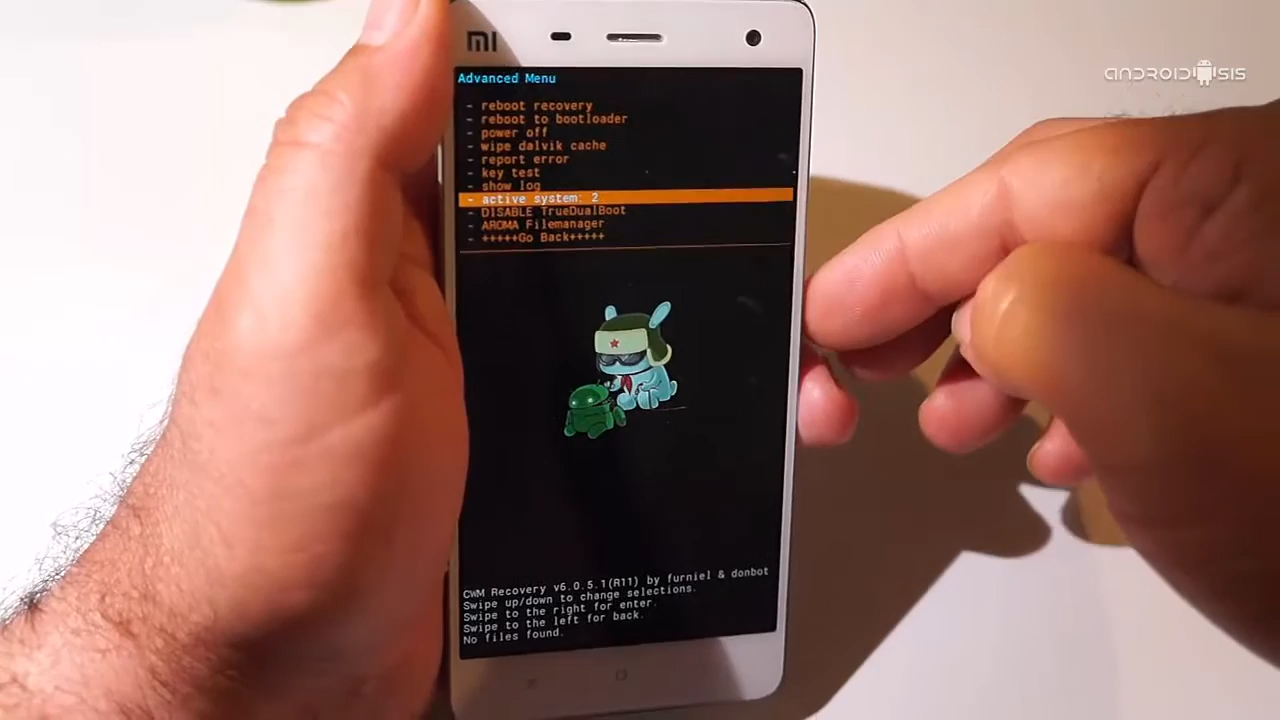 mi
ANDROIDSIS
Advanced Menu
- reboot recovery
- reboot to bootloader
- power off
- wipe dalvik cache
- report error
- key test
- show log
- active system: 2
- DISABLE TrueDualBoot
- AROMA Filemanager
- +++++Go Back+++++
CWM Recovery v6.0.5.1(R11) by furniel & donbot
Swipe up/down to change selections.
Swipe to the right for enter.
Swipe to the left for back.
No files found.